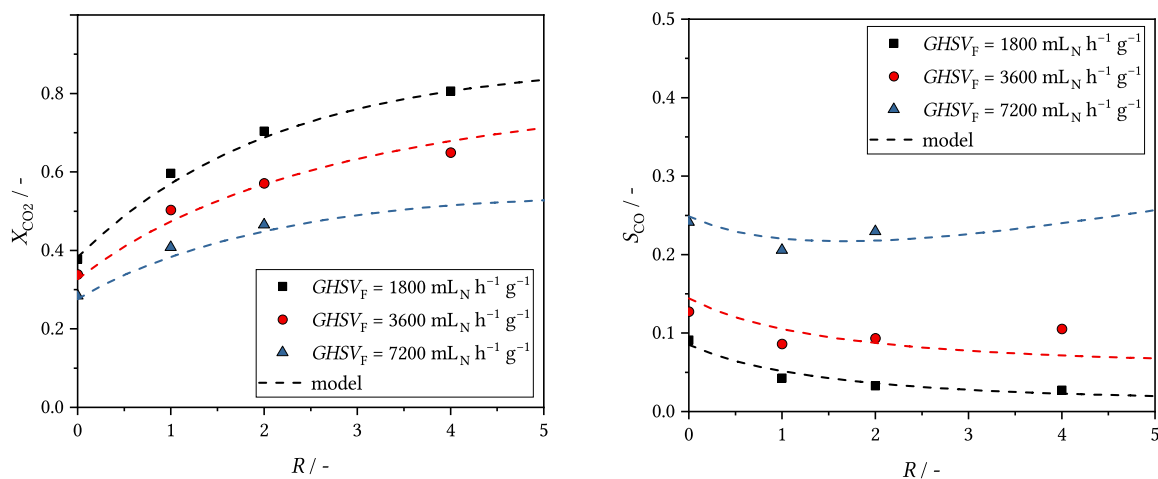 X_CO2 / -
0.8
0.6
0.4
0.2
0.0
0 1 2 3 4 5
R / -
GHSV_F = 1800 mL_N h⁻¹ g⁻¹
GHSV_F = 3600 mL_N h⁻¹ g⁻¹
GHSV_F = 7200 mL_N h⁻¹ g⁻¹
model
S_CO / -
0.5
0.4
0.3
0.2
0.1
0.0
0 1 2 3 4 5
R / -
GHSV_F = 1800 mL_N h⁻¹ g⁻¹
GHSV_F = 3600 mL_N h⁻¹ g⁻¹
GHSV_F = 7200 mL_N h⁻¹ g⁻¹
model